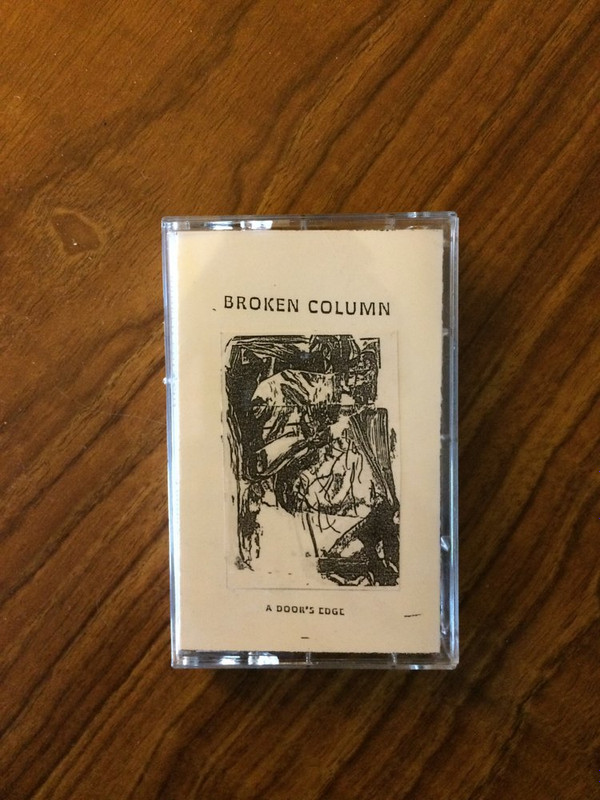 BROKEN COLUMN
A DOOR'S EDGE